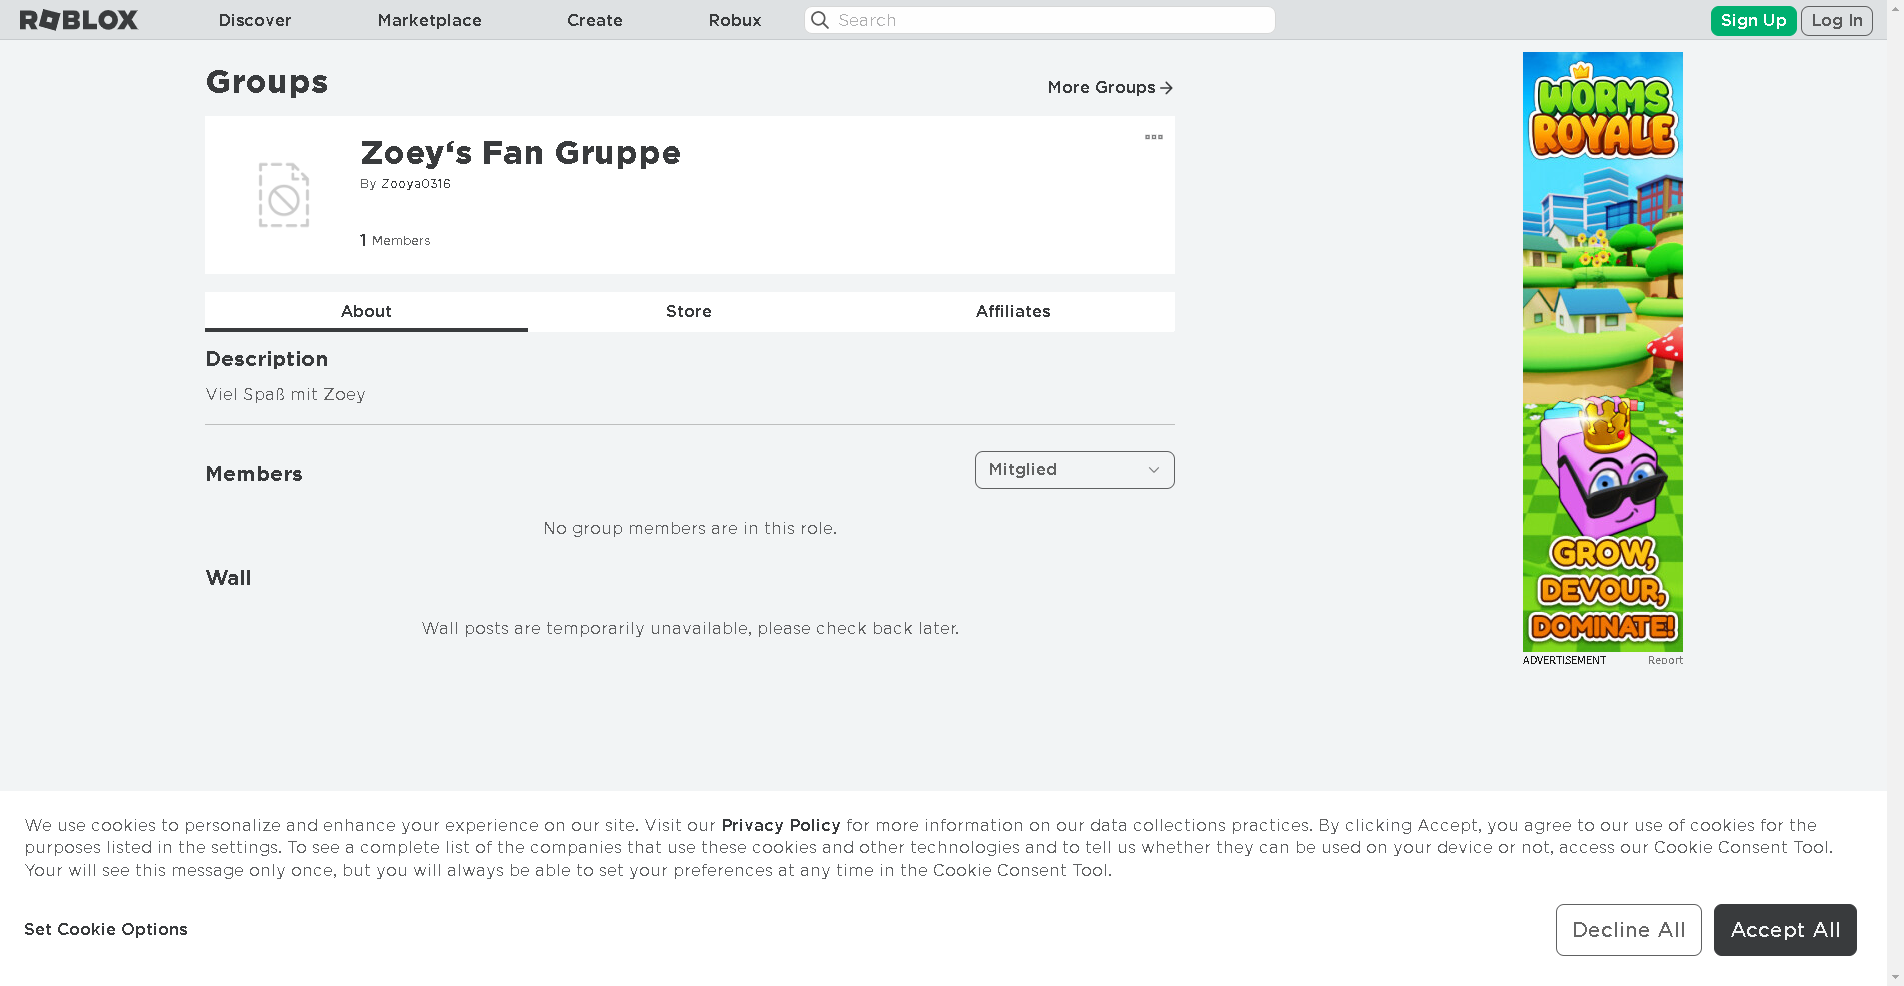 ROBLOX Discover Marketplace Create Robux Search Sign Up Log In
Groups
More Groups
Zoey‘s Fan Gruppe
By Zooya0316
1 Members
About Store Affiliates
Description
Viel Spaß mit Zoey
Members
Mitglied
No group members are in this role.
Wall
Wall posts are temporarily unavailable, please check back later.
WORMS
ROYALE
GROW,
DEVOUR,
DOMINATE!
ADVERTISEMENT Report
We use cookies to personalize and enhance your experience on our site. Visit our Privacy Policy for more information on our data collections practices. By clicking Accept, you agree to our use of cookies for the
purposes listed in the settings. To see a complete list of the companies that use these cookies and other technologies and to tell us whether they can be used on your device or not, access our Cookie Consent Tool.
Your will see this message only once, but you will always be able to set your preferences at any time in the Cookie Consent Tool.
Set Cookie Options
Decline All
Accept All